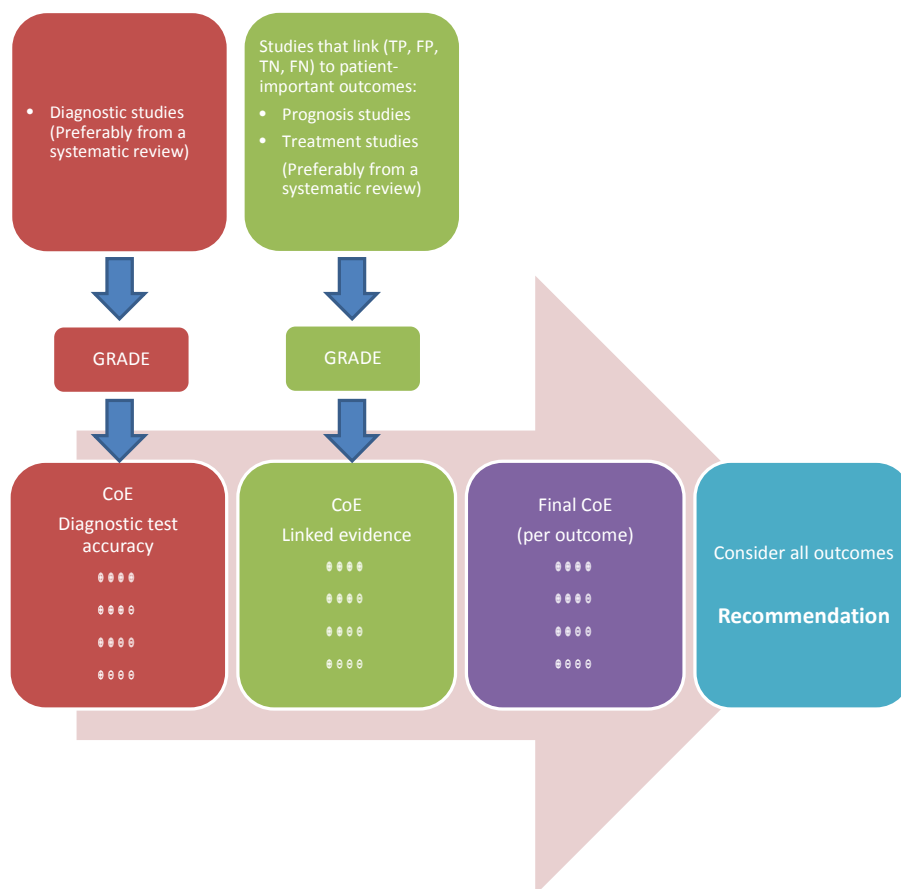 • Diagnostic studies
(Preferably from a
systematic review)
Studies that link (TP, FP,
TN, FN) to patient-
important outcomes:
• Prognosis studies
• Treatment studies
(Preferably from a
systematic review)
GRADE
GRADE
CoE
Diagnostic test
accuracy
⊕⊕⊕⊕
⊕⊕⊕⊝
⊕⊕⊝⊝
⊕⊝⊝⊝
CoE
Linked evidence
⊕⊕⊕⊕
⊕⊕⊕⊝
⊕⊕⊝⊝
⊕⊝⊝⊝
Final CoE
(per outcome)
⊕⊕⊕⊕
⊕⊕⊕⊝
⊕⊕⊝⊝
⊕⊝⊝⊝
Consider all outcomes
Recommendation